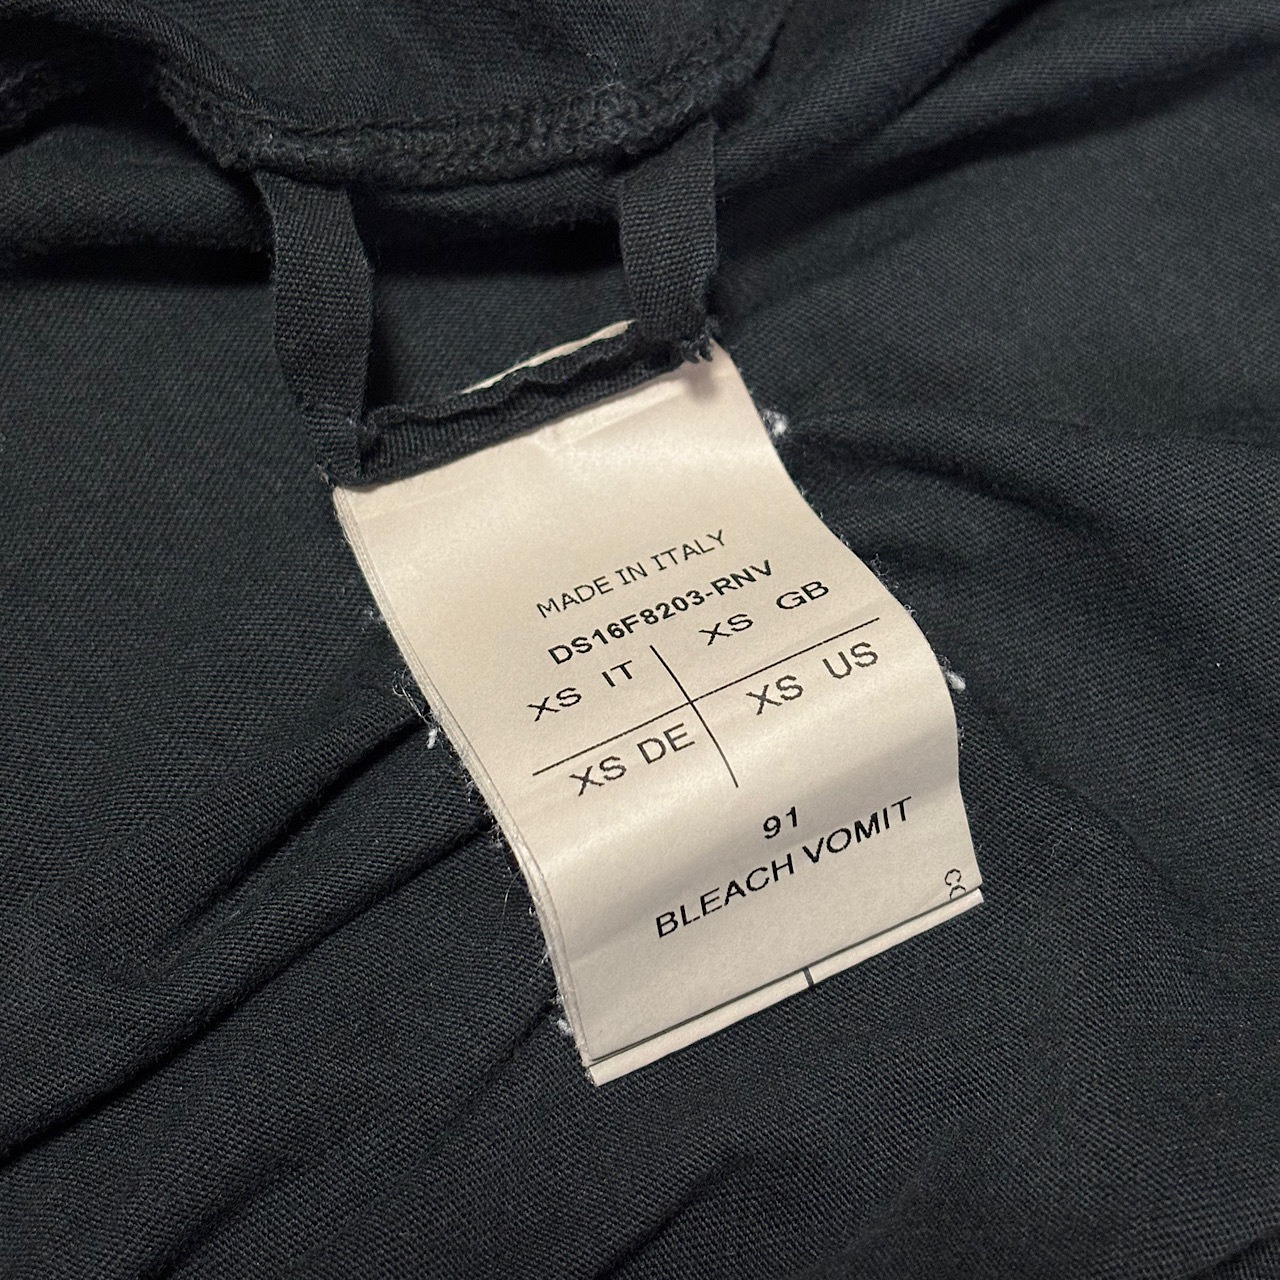 MADE IN ITALY
DS16F8203-RNV
XS IT
XS GB
XS DE
XS US
91
BLEACH VOMIT